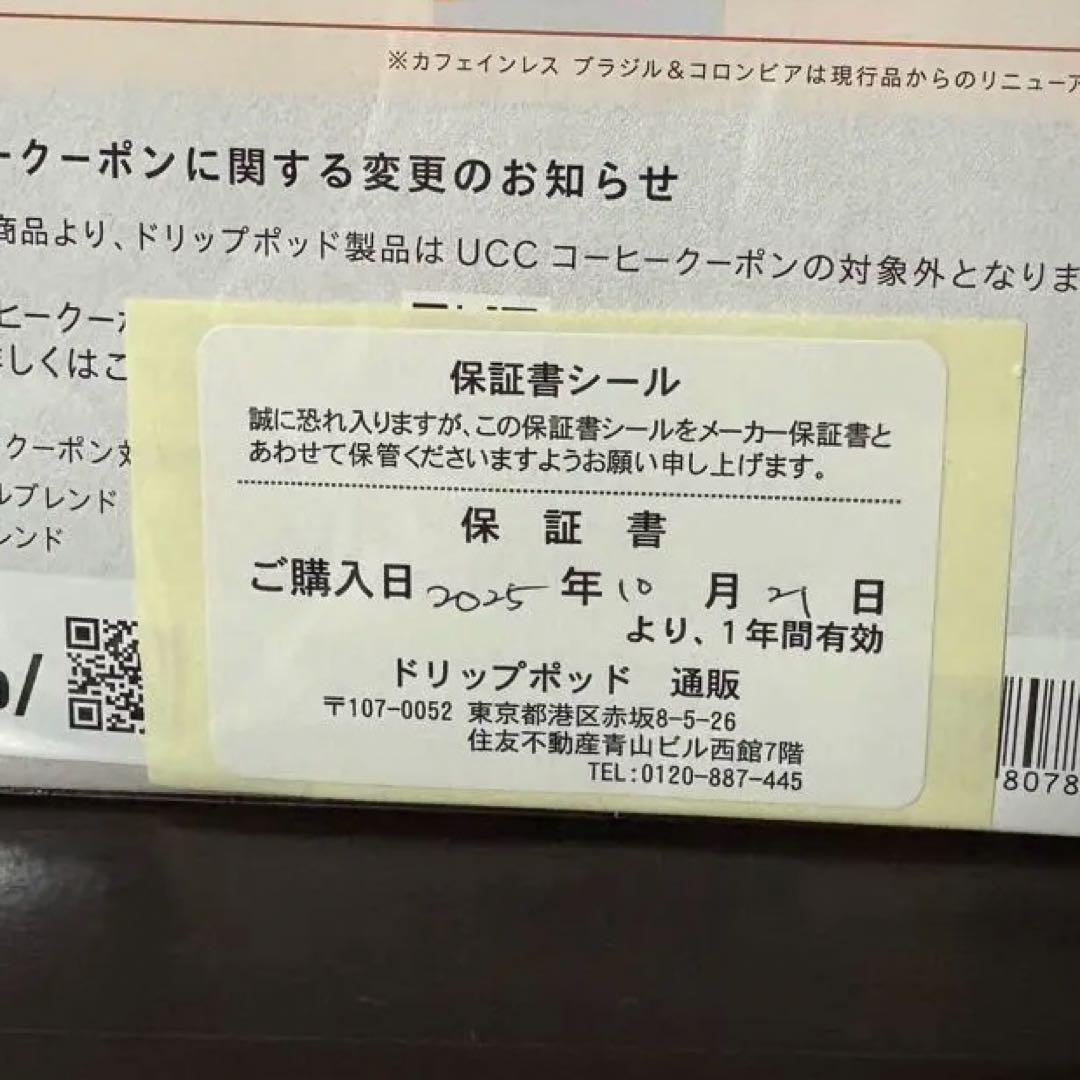 ※カフェインレス ブラジル＆コロンビアは現行品からのリニューア
ークーポンに関する変更のお知らせ
商品より、ドリップポッド製品は UCC コーヒークーポンの対象外となりま
ヒークー
しくはこ
クーポン
ルブレンド
レンド
保証書シール
誠に恐れ入りますが、この保証書シールをメーカー保証書と
あわせて保管くださいますようお願い申し上げます。
保 証 書
ご購入日 2025 年 10 月 21 日
より、1年間有効
ドリップポッド 通販
〒107-0052 東京都港区赤坂8-5-26
住友不動産青山ビル西館7階
TEL:0120-887-445
8078